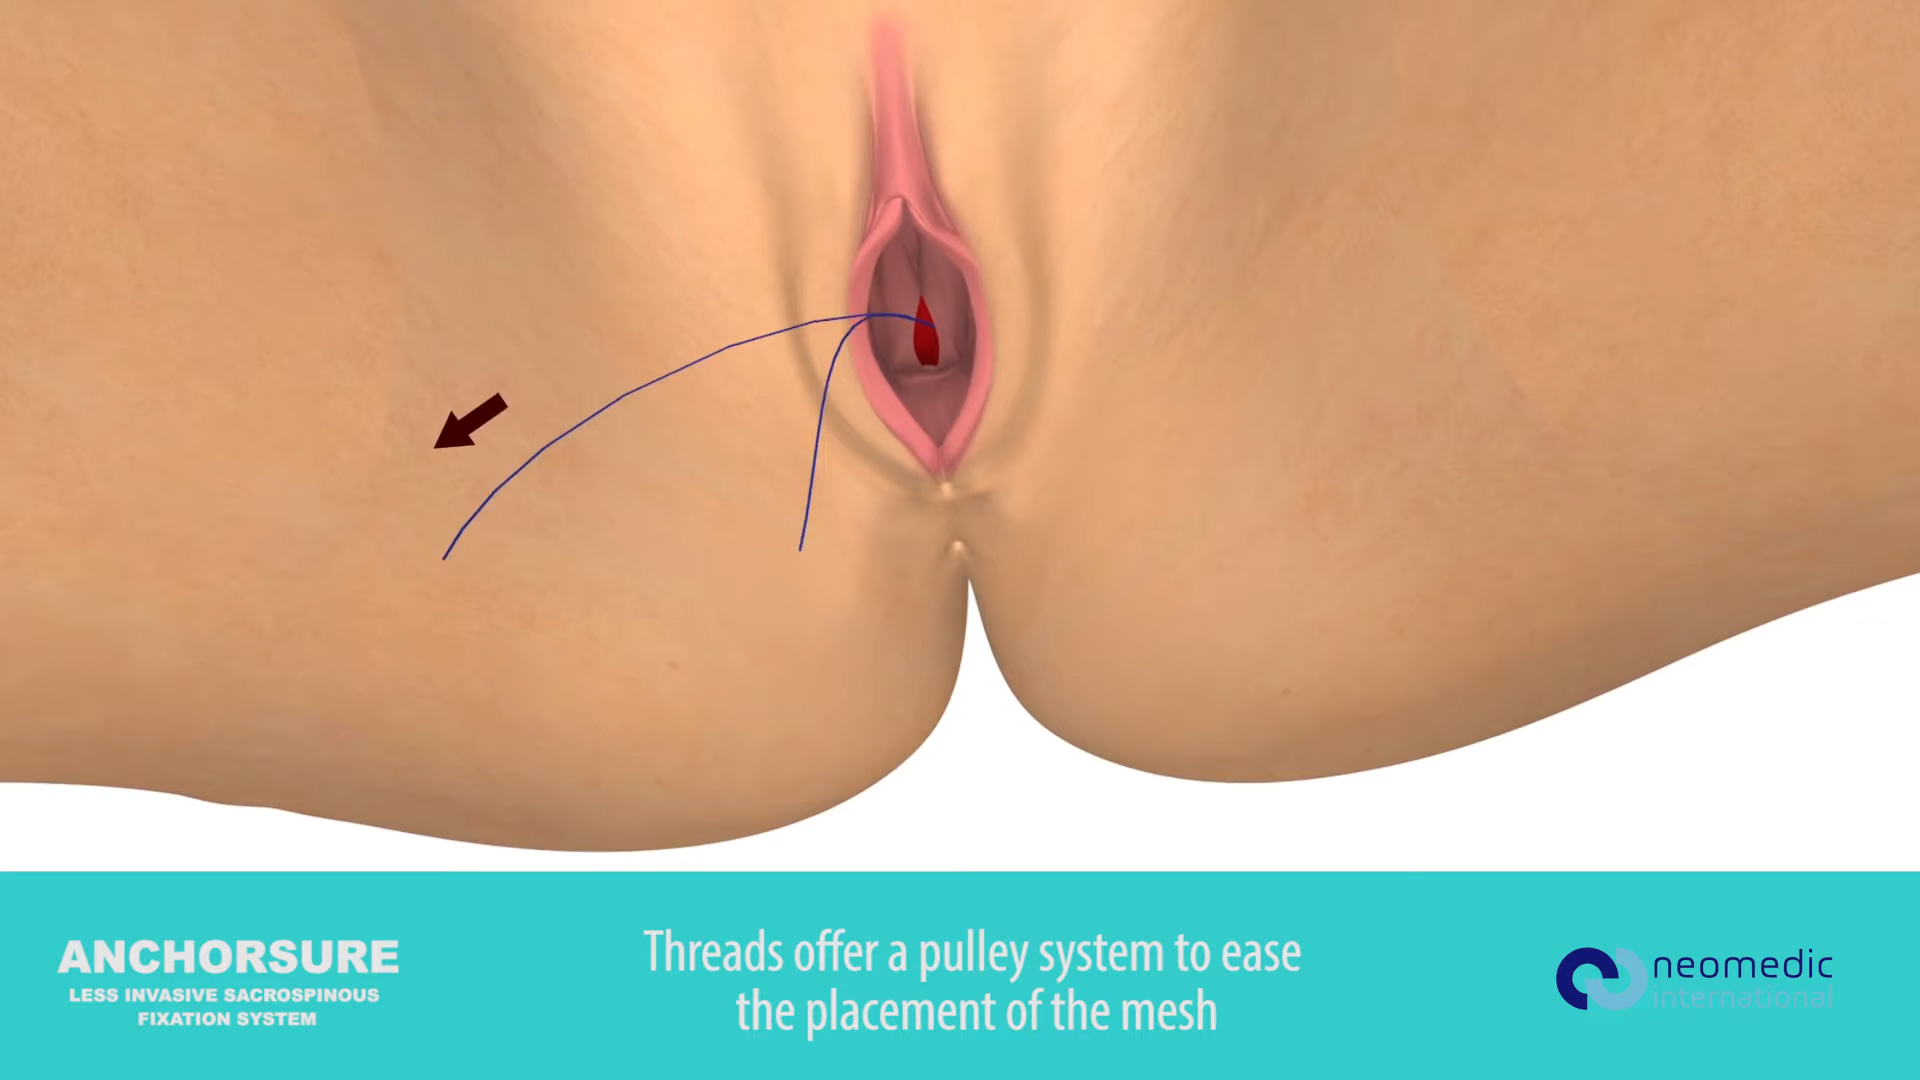 ANCHORSURE
LESS INVASIVE SACROSPINOUS
FIXATION SYSTEM
Threads offer a pulley system to ease
the placement of the mesh
neomedic
international